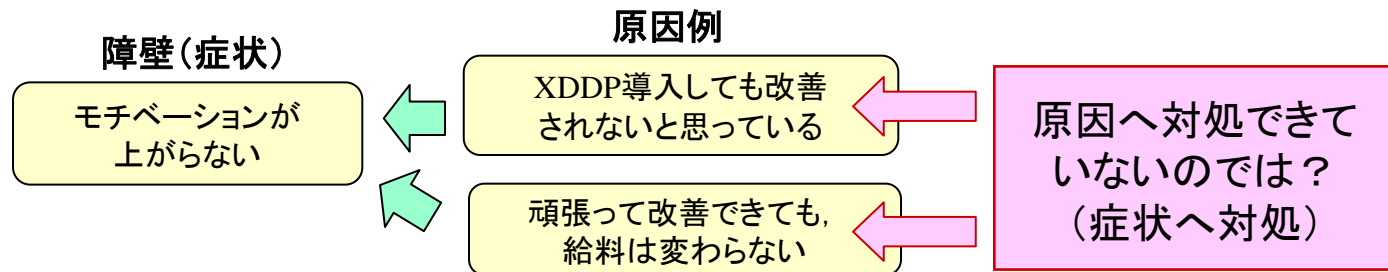 障壁（症状）
モチベーションが
上がらない
原因例
XDDP導入しても改善
されないと思っている
頑張って改善できても,
給料は変わらない
原因へ対処できて
いないのでは？
（症状へ対処）